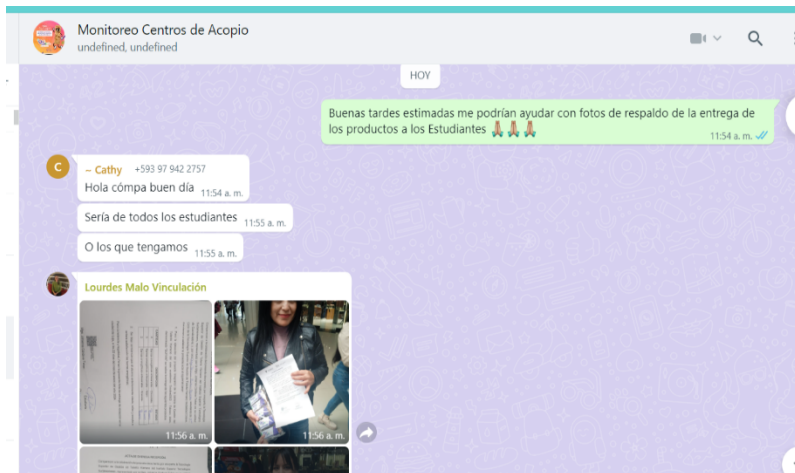 Monitoreo Centros de Acopio
undefined, undefined
HOY
Buenas tardes estimadas me podrían ayudar con fotos de respaldo de la entrega de
los productos a los Estudiantes 🙏🙏🙏
11:54 a. m.
C
~ Cathy +593 97 942 2757
Hola cómpa buen día 11:54 a. m.
Sería de todos los estudiantes 11:55 a. m.
O los que tengamos 11:55 a. m.
Lourdes Malo Vinculación
11:56 a. m.
11:56 a. m.